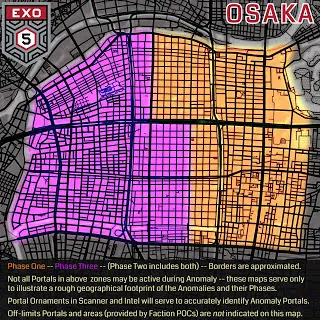 EXO
5
OSAKA
Phase One -- Phase Three -- (Phase Two includes both) -- Borders are approximated.
Not all Portals in above zones may be active during Anomaly -- these maps serve only
to illustrate a rough geographical footprint of the Anomalies and their Phases.
Portal Ornaments in Scanner and Intel will serve to accurately identify Anomaly Portals.
Off-limits Portals and areas (provided by Faction POCs) are not indicated on this map.